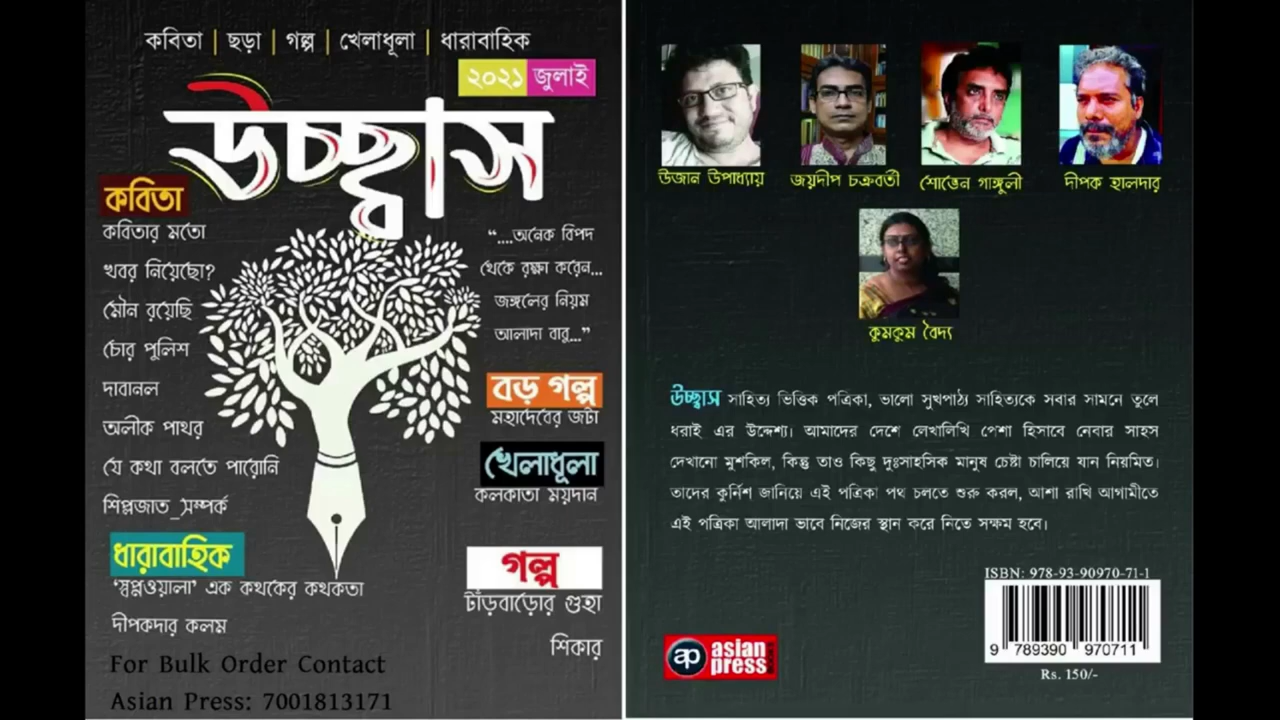 কবিতা | ছড়া | গল্প | খেলাধূলা | ধারাবাহিক
২০২১ জুলাই
উচ্ছ্বাস
কবিতা
কবিতার মতো
খবর নিয়েছো?
মৌন রয়েছি
চোর পুলিশ
দাবানল
অলীক পাথর
যে কথা বলতে পারোনি
শিল্পজাত_সম্পর্ক
ধারাবাহিক
‘স্বপ্নওয়ালা’ এক কথকের কথকতা
দীপকদার কলম
For Bulk Order Contact
Asian Press: 7001813171
“....অনেক বিপদ
থেকে রক্ষা করেন...
জঙ্গলের নিয়ম
আলাদা বাবু...”
বড় গল্প
মহাদেবের জটা
খেলাধূলা
কলকাতা ময়দান
গল্প
টাঁড়বাড়োর গুহা
শিকার
উজান উপাধ্যায়
জয়দীপ চক্রবর্তী
শোভেন গাঙ্গুলী
দীপক হালদার
কুমকুম বৈদ্য
উচ্ছ্বাস সাহিত্য ভিত্তিক পত্রিকা, ভালো সুখপাঠ্য সাহিত্যকে সবার সামনে তুলে
ধরাই এর উদ্দেশ্য। আমাদের দেশে লেখালিখি পেশা হিসাবে নেবার সাহস
দেখানো মুশকিল, কিন্তু তাও কিছু দুঃসাহসিক মানুষ চেষ্টা চালিয়ে যান নিয়মিত।
তাদের কুর্নিশ জানিয়ে এই পত্রিকা পথ চলতে শুরু করল, আশা রাখি আগামীতে
এই পত্রিকা আলাদা ভাবে নিজের স্থান করে নিতে সক্ষম হবে।
ISBN: 978-93-90970-71-1
9 789390 970711
Rs. 150/-
ap asian
press